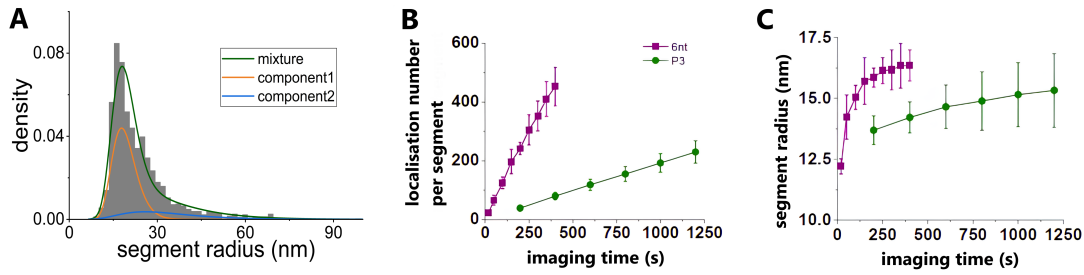 A
density
0.08
0.04
0.00
0
30
60
90
segment radius (nm)
mixture
component1
component2
B
localisation number
per segment
600
400
200
0
0
250
500
750
1000
1250
imaging time (s)
6nt
P3
C
segment radius (nm)
17.5
15.0
12.5
10.0
250
500
750
1000
1250
imaging time (s)